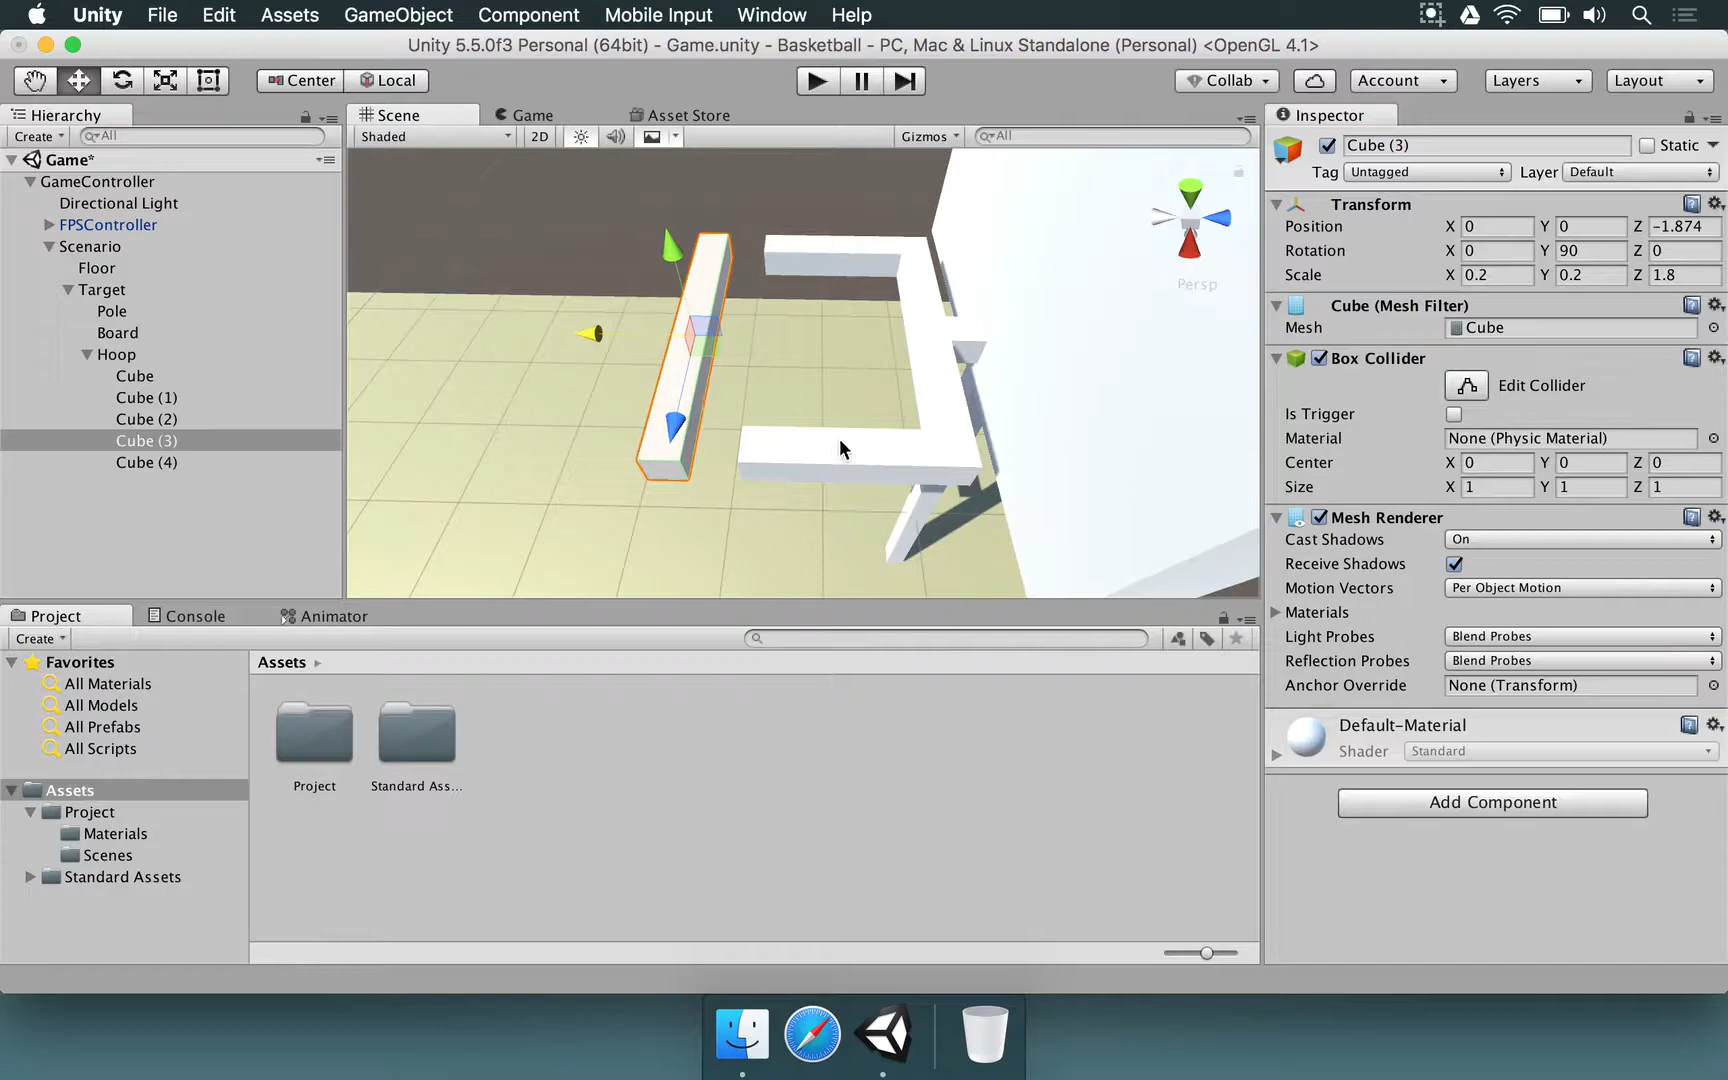 Unity File Edit Assets GameObject Component Mobile Input Window Help
Unity 5.5.0f3 Personal (64bit) - Game.unity - Basketball - PC, Mac & Linux Standalone (Personal) <OpenGL 4.1>
Center Local Collab Account Layers Layout
Hierarchy
Create All
Game*
GameController
Directional Light
FPSController
Scenario
Floor
Target
Pole
Board
Hoop
Cube
Cube (1)
Cube (2)
Cube (3)
Cube (4)
Scene Game Asset Store
Shaded 2D Gizmos All
Persp
Inspector
Cube (3) Static
Tag Untagged Layer Default
Transform
Position X 0 Y 0 Z -1.874
Rotation X 0 Y 90 Z 0
Scale X 0.2 Y 0.2 Z 1.8
Cube (Mesh Filter)
Mesh Cube
Box Collider
Edit Collider
Is Trigger
Material None (Physic Material)
Center X 0 Y 0 Z 0
Size X 1 Y 1 Z 1
Mesh Renderer
Cast Shadows On
Receive Shadows
Motion Vectors Per Object Motion
Materials
Light Probes Blend Probes
Reflection Probes Blend Probes
Anchor Override None (Transform)
Default-Material
Shader Standard
Add Component
Project Console Animator
Create
Favorites
All Materials
All Models
All Prefabs
All Scripts
Assets
Project
Materials
Scenes
Standard Assets
Assets
Project Standard Ass...